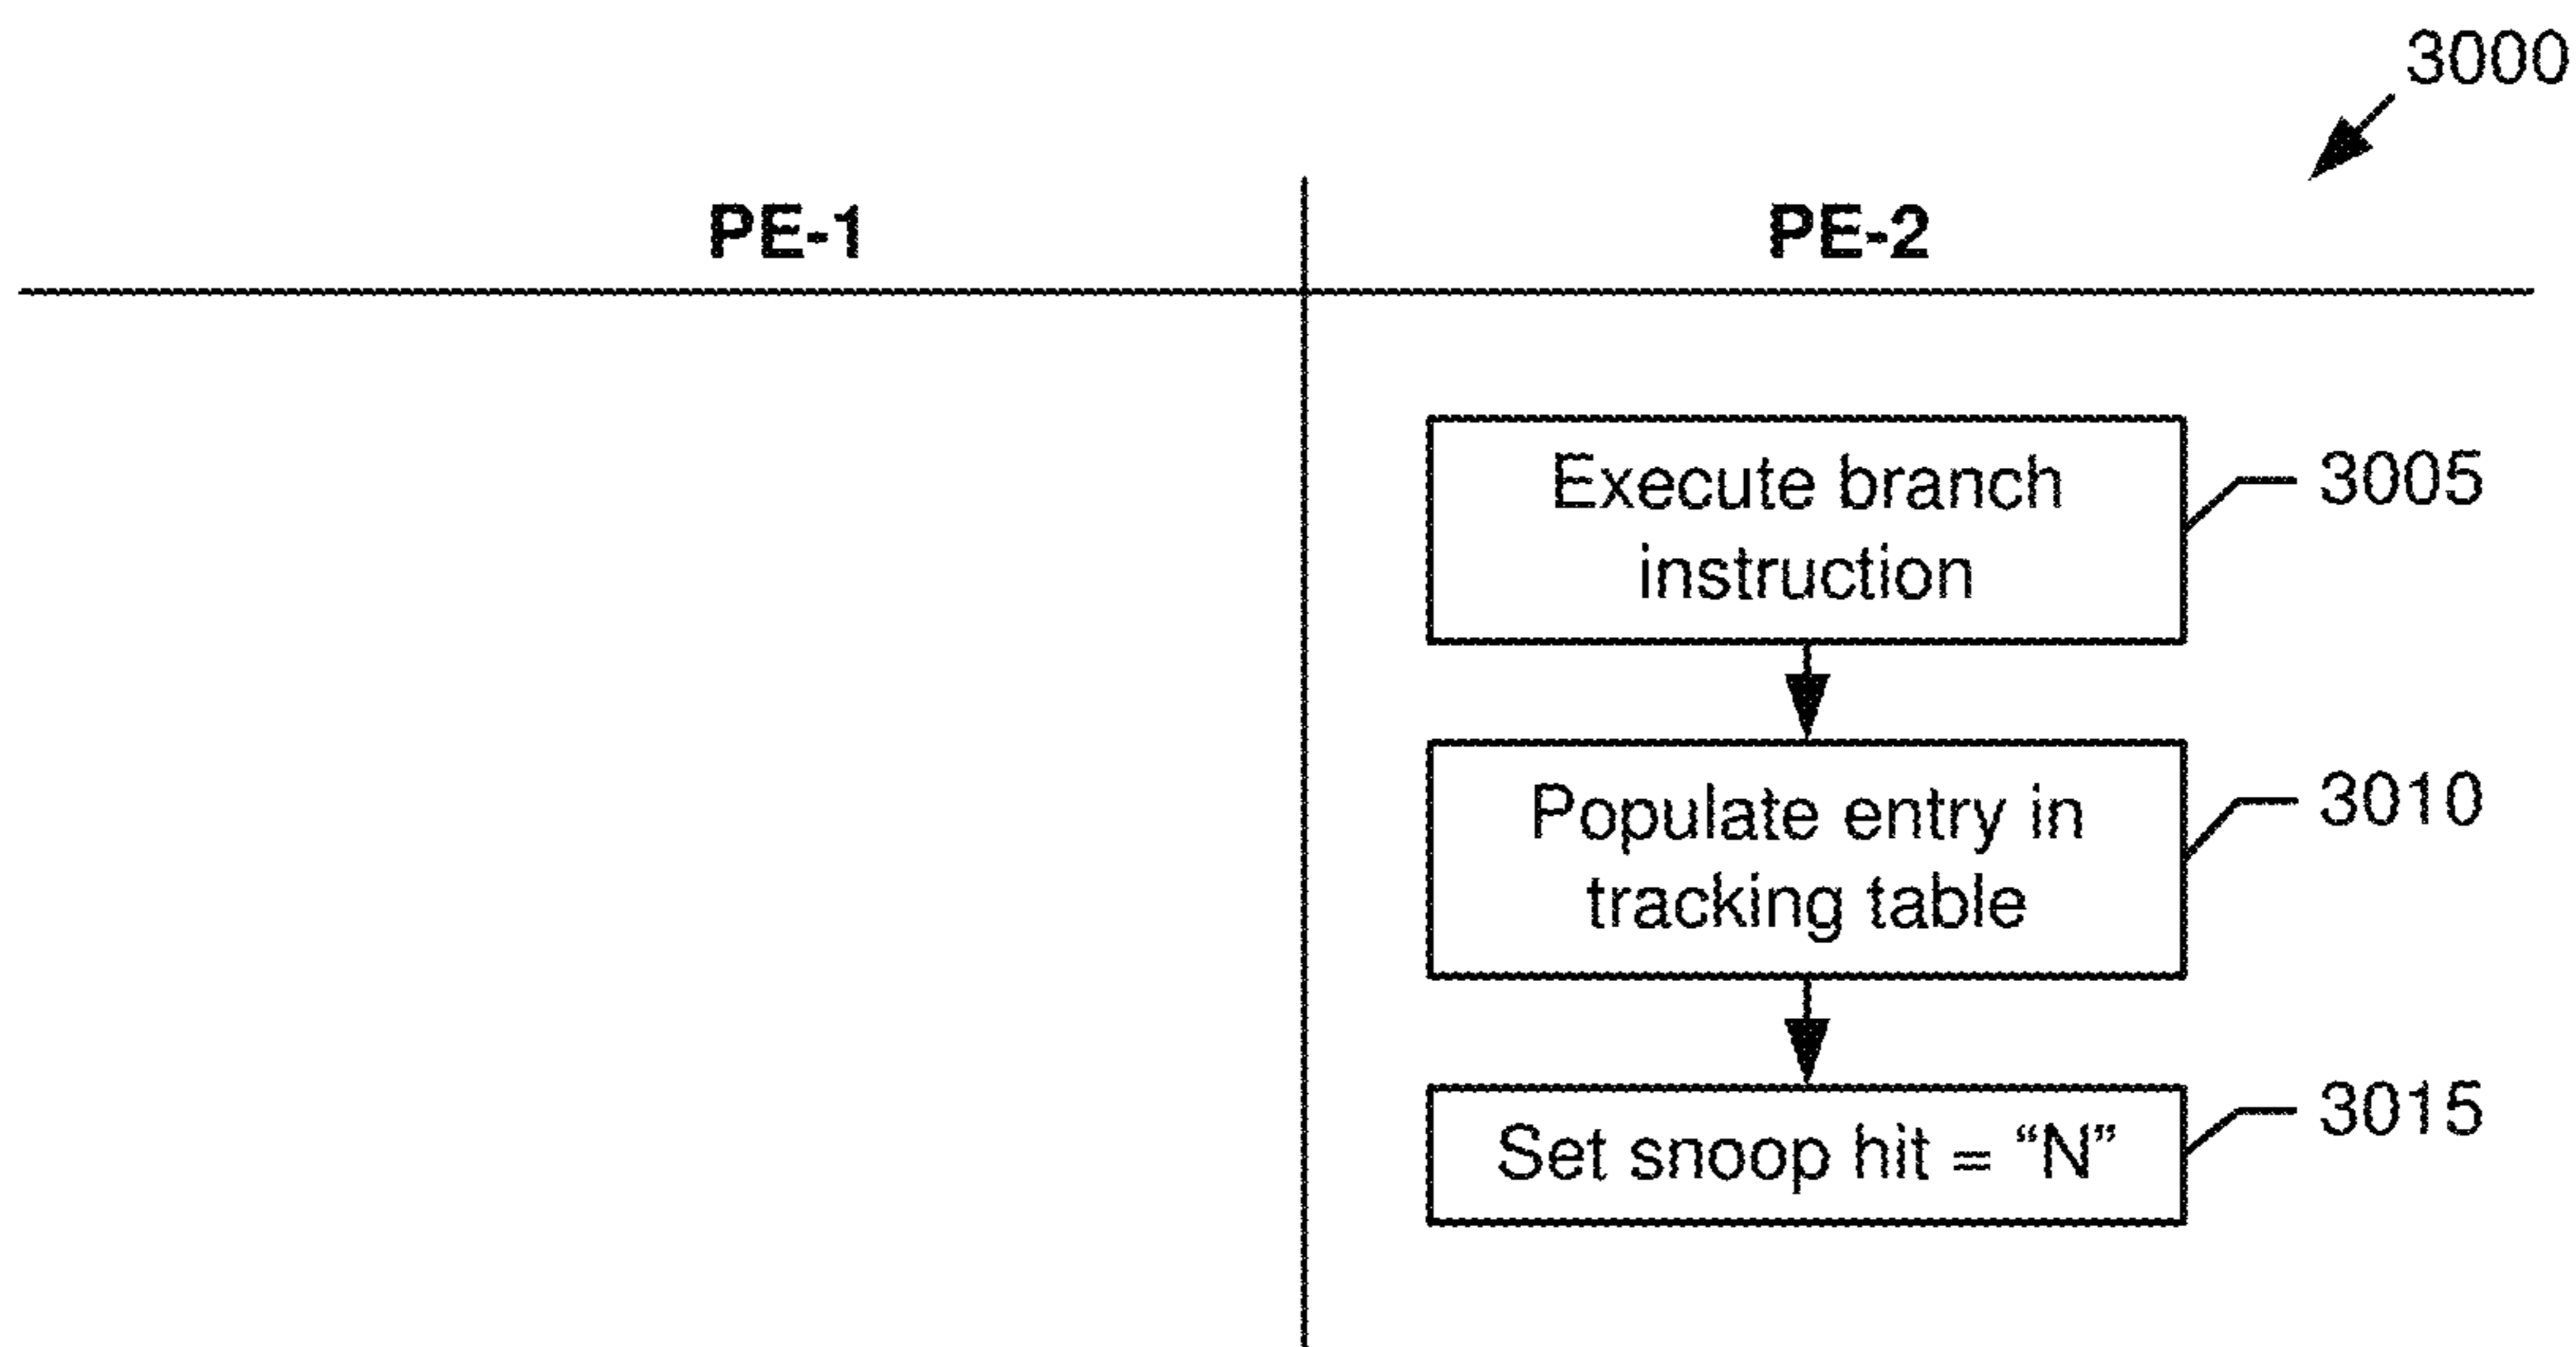 3000
PE-1
PE-2
Execute branch
instruction
3005
Populate entry in
tracking table
3010
Set snoop hit = “N”
3015